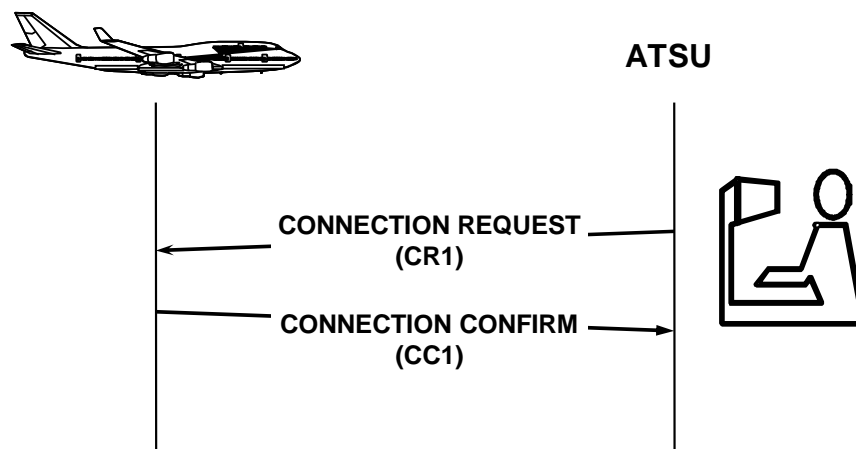 ATSU
CONNECTION REQUEST
(CR1)
CONNECTION CONFIRM
(CC1)